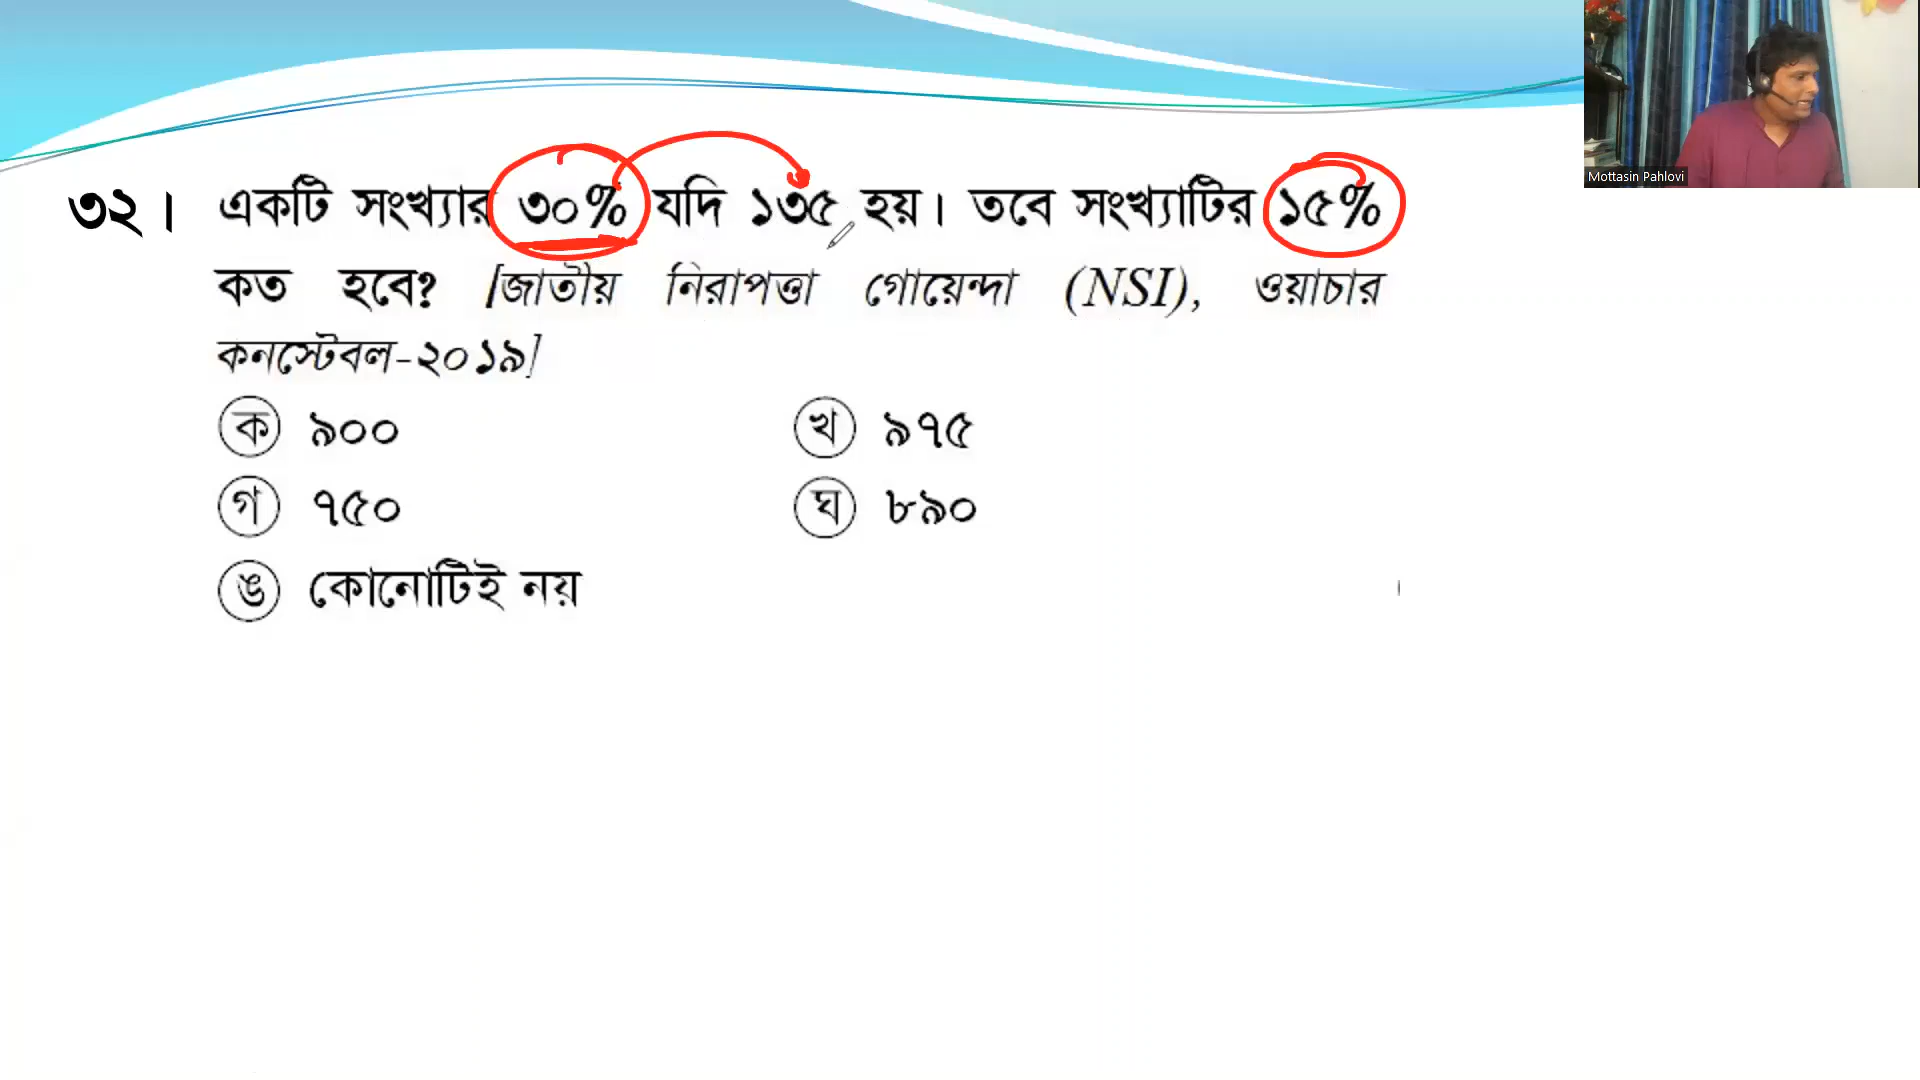 Mottasin Pahlovi
৩২। একটি সংখ্যার ৩০% যদি ১৩৫ হয়। তবে সংখ্যাটির ১৫%
কত হবে? [জাতীয় নিরাপত্তা গোয়েন্দা (NSI), ওয়াচার
কনস্টেবল-২০১৯]
ক ৯০০ খ ৯৭৫
গ ৭৫০ ঘ ৮৯০
ঙ কোনোটিই নয়